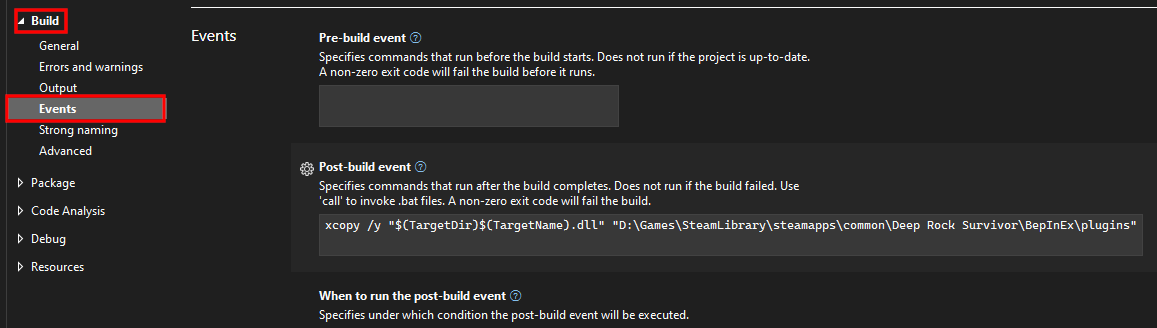 Build
General
Errors and warnings
Output
Events
Strong naming
Advanced
Package
Code Analysis
Debug
Resources
Events
Pre-build event
Specifies commands that run before the build starts. Does not run if the project is up-to-date.
A non-zero exit code will fail the build before it runs.
Post-build event
Specifies commands that run after the build completes. Does not run if the build failed. Use
'call' to invoke .bat files. A non-zero exit code will fail the build.
xcopy /y "$(TargetDir)$(TargetName).dll" "D:\Games\SteamLibrary\steamapps\common\Deep Rock Survivor\BepInEx\plugins"
When to run the post-build event
Specifies under which condition the post-build event will be executed.